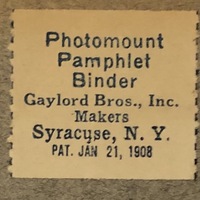 Photomount
Pamphlet
Binder
Gaylord Bros., Inc.
Makers
Syracuse, N. Y.
PAT. JAN 21, 1908